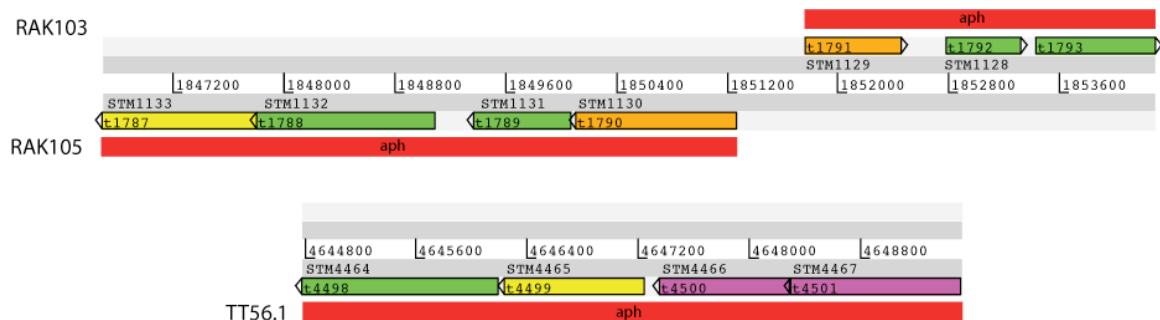 aph
RAK103
t1791 t1792 t1793
STM1129 STM1128
1847200 1848000 1848800 1849600 1850400 1851200 1852000 1852800 1853600
STM1133 STM1132 STM1131 STM1130
t1787 t1788 t1789 t1790
RAK105 aph
4644800 4645600 4646400 4647200 4648000 4648800
STM4464 STM4465 STM4466 STM4467
t4498 t4499 t4500 t4501
TT56.1 aph